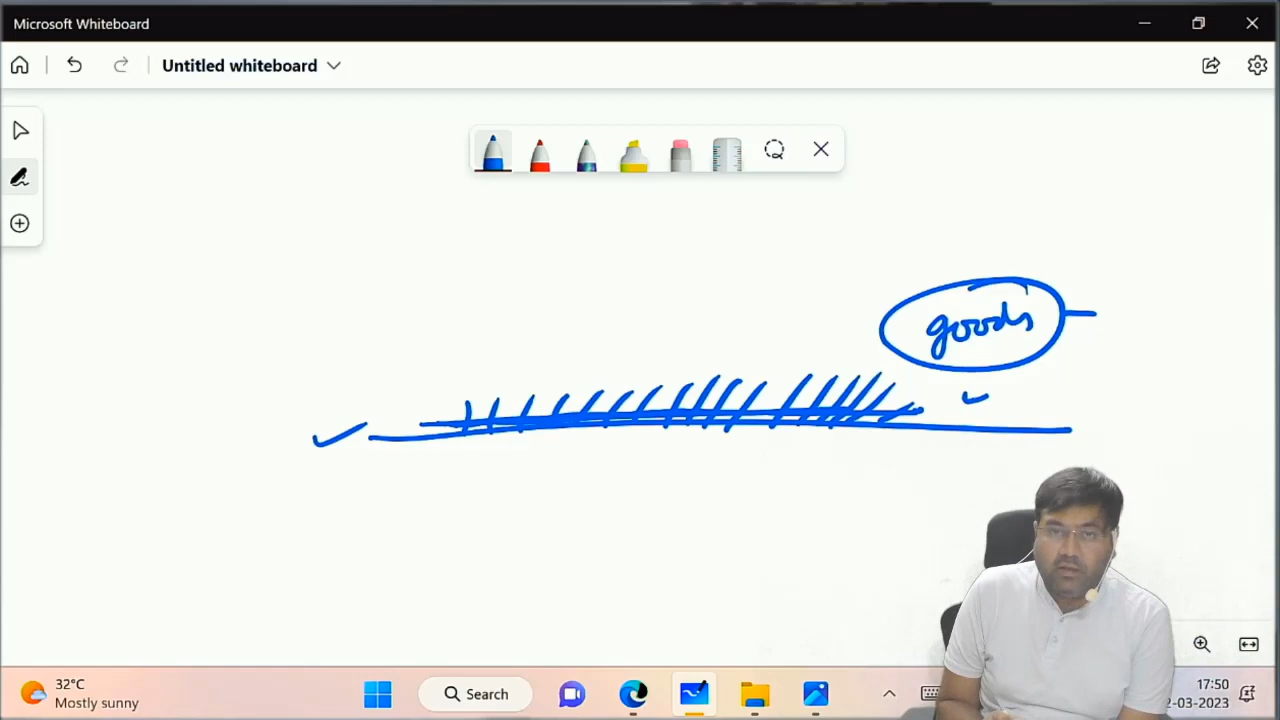 Microsoft Whiteboard
Untitled whiteboard
goods
32°C
Mostly sunny
Search
17:50
2-03-2023